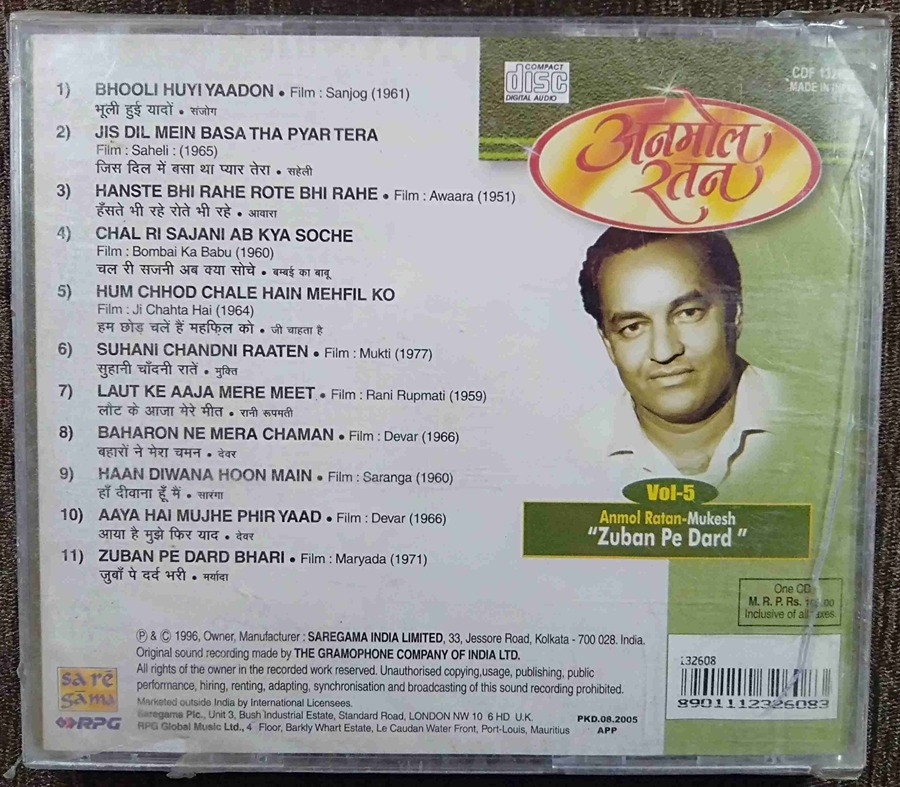 1) BHOOLI HUYI YAADON • Film : Sanjog (1961)
भूली हुई यादों • संजोग
2) JIS DIL MEIN BASA THA PYAR TERA
Film : Saheli : (1965)
जिस दिल में बसा था प्यार तेरा • सहेली
3) HANSTE BHI RAHE ROTE BHI RAHE • Film : Awaara (1951)
हँसते भी रहे रोते भी रहे • आवारा
4) CHAL RI SAJANI AB KYA SOCHE
Film : Bombai Ka Babu (1960)
चल री सजनी अब क्या सोचे • बम्बई का बाबू
5) HUM CHHOD CHALE HAIN MEHFIL KO
Film : Ji Chahta Hai (1964)
हम छोड़ चलें हैं महफ़िल को • जी चाहता है
6) SUHANI CHANDNI RAATEN • Film : Mukti (1977)
सुहानी चाँदनी रातें • मुक्ति
7) LAUT KE AAJA MERE MEET • Film : Rani Rupmati (1959)
लौट के आजा मेरे मीत • रानी रूपमती
8) BAHARON NE MERA CHAMAN • Film : Devar (1966)
बहारों ने मेरा चमन • देवर
9) HAAN DIWANA HOON MAIN • Film : Saranga (1960)
हाँ दीवाना हूँ मैं • सारंगा
10) AAYA HAI MUJHE PHIR YAAD • Film : Devar (1966)
आया है मुझे फिर याद • देवर
11) ZUBAN PE DARD BHARI • Film : Maryada (1971)
ज़ुबाँ पे दर्द भरी • मर्यादा
COMPACT
disc
DIGITAL AUDIO
CDF
MADE IN
अनमोल
रतन
Vol-5
Anmol Ratan-Mukesh
"Zuban Pe Dard"
One CD
M. R. P. Rs.
Inclusive of all
℗ & © 1996, Owner, Manufacturer : SAREGAMA INDIA LIMITED, 33, Jessore Road, Kolkata - 700 028. India.
Original sound recording made by THE GRAMOPHONE COMPANY OF INDIA LTD.
All rights of the owner in the recorded work reserved. Unauthorised copying,usage, publishing, public
performance, hiring, renting, adapting, synchronisation and broadcasting of this sound recording prohibited.
Marketed outside India by International Licensees.
Saregama Plc., Unit 3, Bush Industrial Estate, Standard Road, LONDON NW 10 6 HD U.K.
RPG Global Music Ltd., 4 Floor, Barkly Whart Estate, Le Caudan Water Front, Port-Louis, Mauritius
PKD.08.2005
APP
sa re
ga ma
RPG
132608
8901112326083